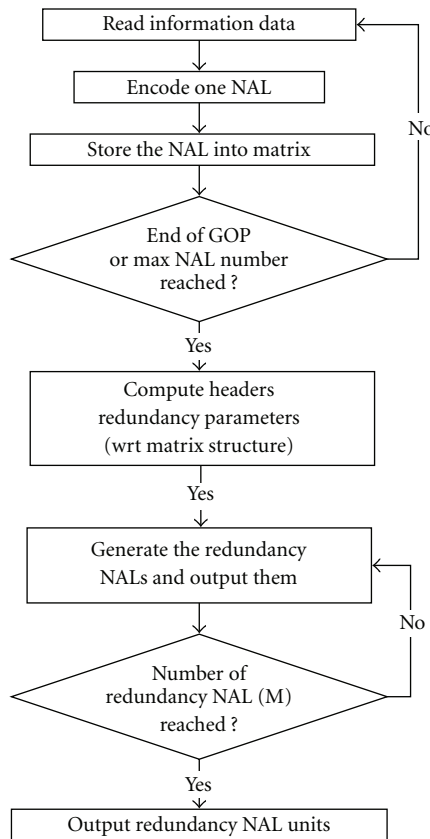 Read information data
Encode one NAL
No
Store the NAL into matrix
End of GOP
or max NAL number
reached ?
Yes
Compute headers
redundancy parameters
(wrt matrix structure)
Yes
Generate the redundancy
NALs and output them
No
Number of
redundancy NAL (M)
reached ?
Yes
Output redundancy NAL units